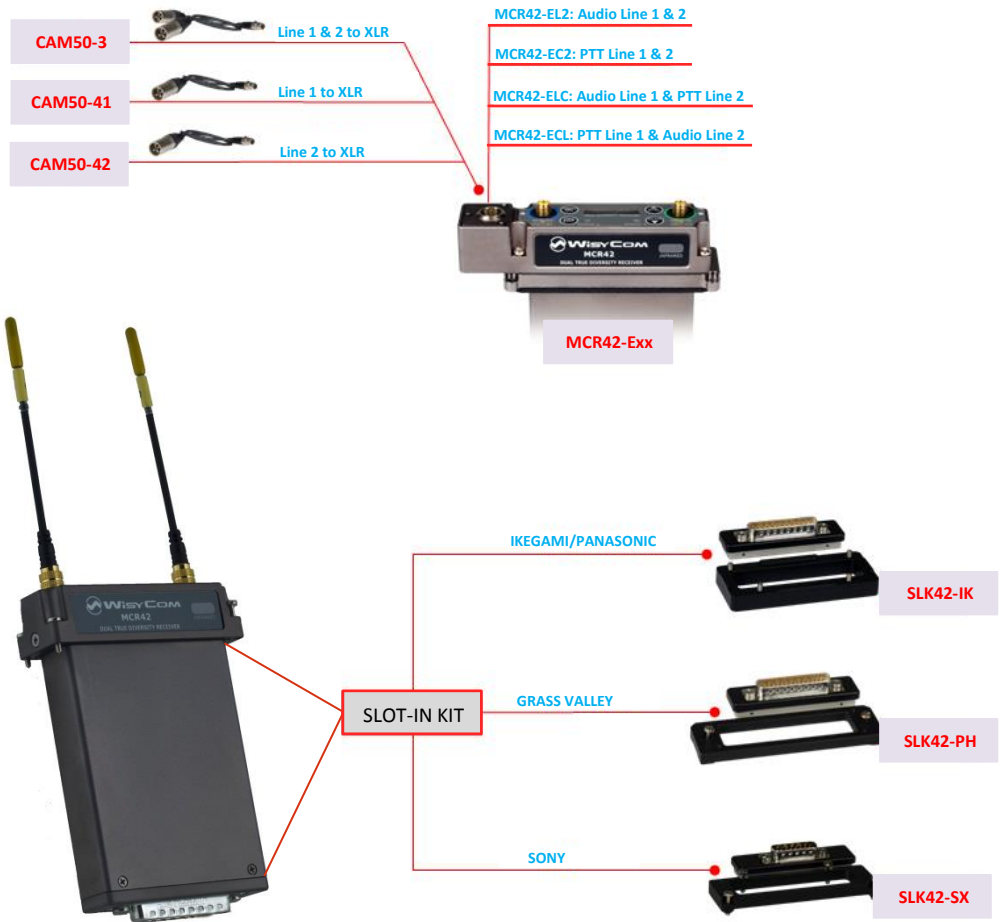 CAM50-3
Line 1 & 2 to XLR
CAM50-41
Line 1 to XLR
CAM50-42
Line 2 to XLR
MCR42-EL2: Audio Line 1 & 2
MCR42-EC2: PTT Line 1 & 2
MCR42-ELC: Audio Line 1 & PTT Line 2
MCR42-ECL: PTT Line 1 & Audio Line 2
WISYCOM
MCR42
DUAL TRUE DIVERSITY RECEIVER
INFRARED
MCR42-Exx
WISYCOM
MCR42
DUAL TRUE DIVERSITY RECEIVER
INFRARED
SLOT-IN KIT
IKEGAMI/PANASONIC
SLK42-IK
GRASS VALLEY
SLK42-PH
SONY
SLK42-SX